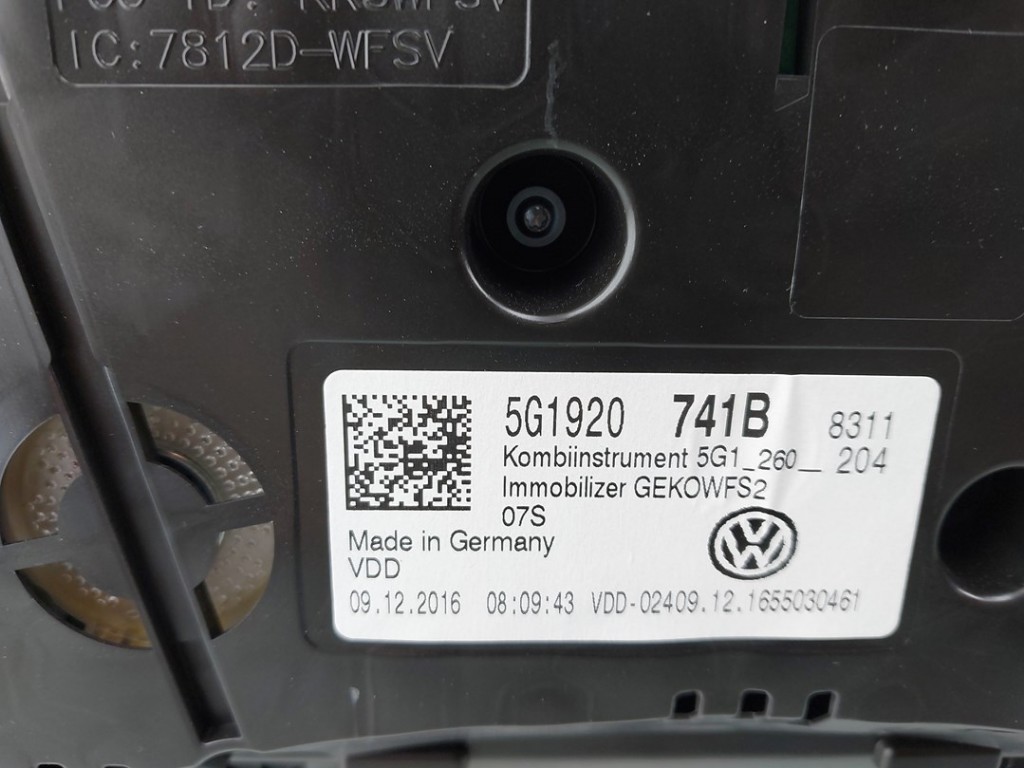 IC:7812D-WFSV
5G1920 741B 8311
Kombiinstrument 5G1_260__ 204
Immobilizer GEKOWFS2
07S
Made in Germany
VDD
09.12.2016 08:09:43 VDD-02409.12.1655030461